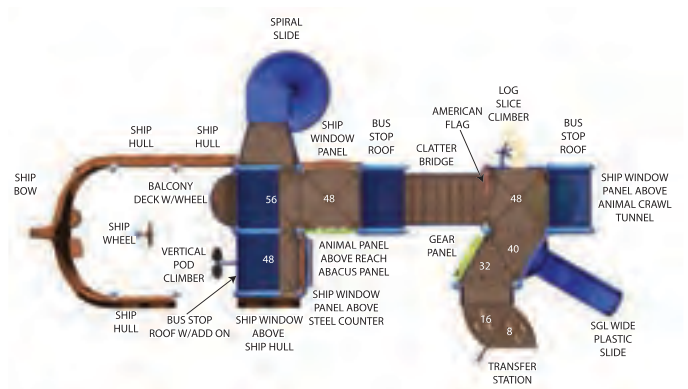 SPIRAL
SLIDE
SHIP
HULL
SHIP
HULL
SHIP
WINDOW
PANEL
BUS
STOP
ROOF
AMERICAN
FLAG
LOG
SLICE
CLIMBER
CLATTER
BRIDGE
BUS
STOP
ROOF
SHIP
BOW
BALCONY
DECK W/WHEEL
56
48
48
SHIP WINDOW
PANEL ABOVE
ANIMAL CRAWL
TUNNEL
SHIP
WHEEL
VERTICAL
POD
CLIMBER
48
ANIMAL PANEL
ABOVE REACH
ABACUS PANEL
GEAR
PANEL
40
32
SHIP
HULL
BUS STOP
ROOF W/ADD ON
SHIP WINDOW
ABOVE
SHIP HULL
SHIP WINDOW
PANEL ABOVE
STEEL COUNTER
16
8
SGL WIDE
PLASTIC
SLIDE
TRANSFER
STATION